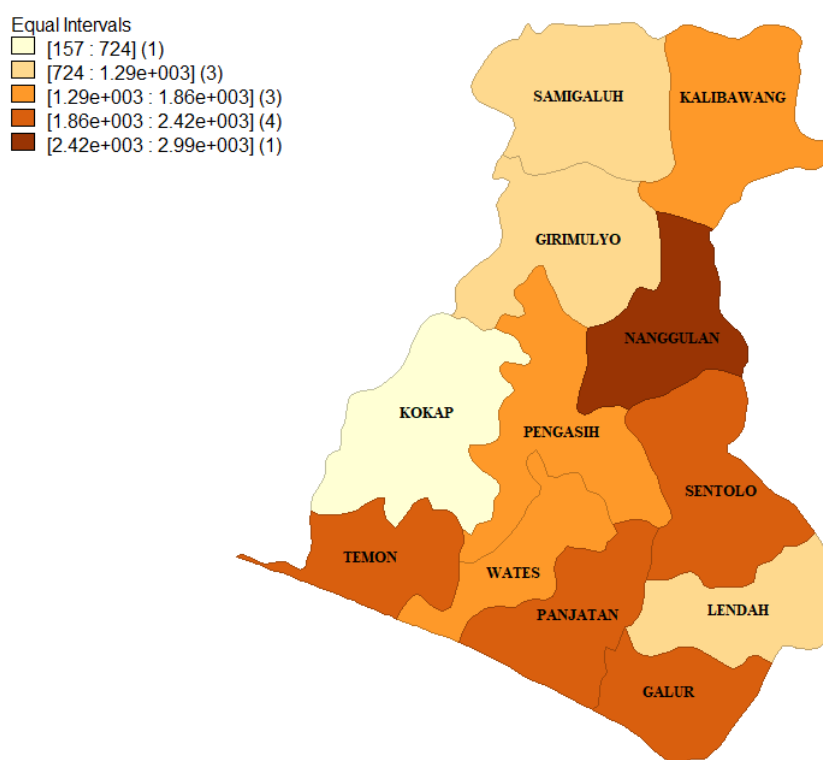 Equal Intervals
[157 : 724] (1)
[724 : 1.29e+003] (3)
[1.29e+003 : 1.86e+003] (3)
[1.86e+003 : 2.42e+003] (4)
[2.42e+003 : 2.99e+003] (1)
SAMIGALUH
KALIBAWANG
GIRIMULYO
NANGGULAN
KOKAP
PENGASIH
SENTOLO
TEMON
WATES
PANJATAN
LENDAH
GALUR